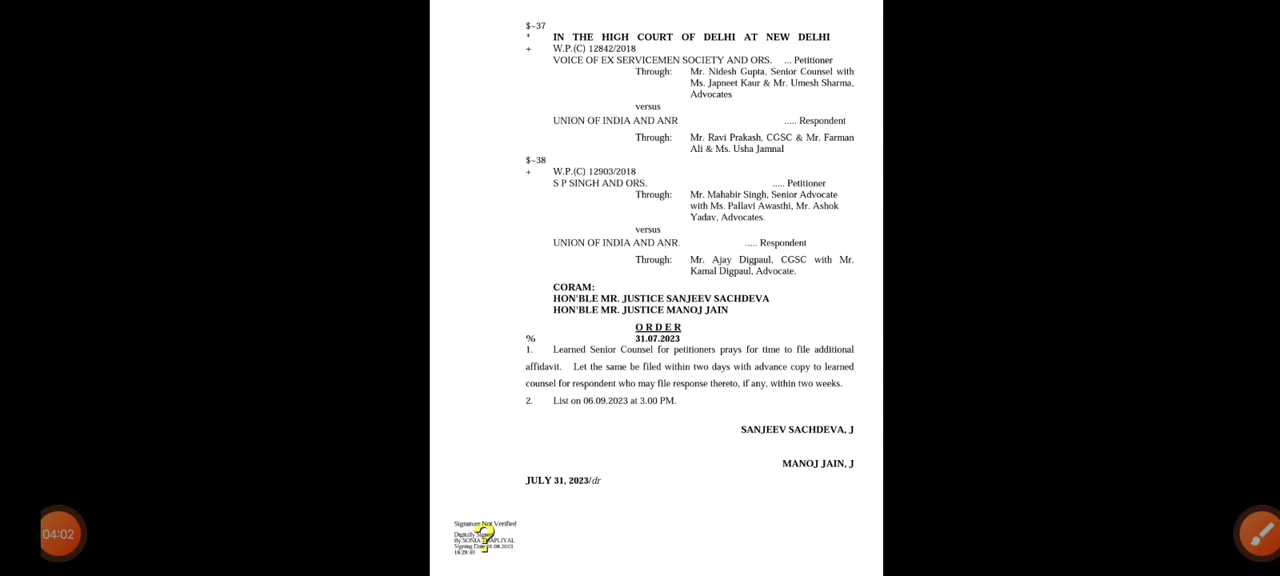 $~37
* IN THE HIGH COURT OF DELHI AT NEW DELHI
+ W.P.(C) 12842/2018
VOICE OF EX SERVICEMEN SOCIETY AND ORS. ... Petitioner
Through: Mr. Nidesh Gupta, Senior Counsel with
Ms. Japneet Kaur & Mr. Umesh Sharma,
Advocates
versus
UNION OF INDIA AND ANR ..... Respondent
Through: Mr. Ravi Prakash, CGSC & Mr. Farman
Ali & Ms. Usha Jamnal
$~38
+ W.P.(C) 12903/2018
S P SINGH AND ORS. ..... Petitioner
Through: Mr. Mahabir Singh, Senior Advocate
with Ms. Pallavi Awasthi, Mr. Ashok
Yadav, Advocates.
versus
UNION OF INDIA AND ANR. ..... Respondent
Through: Mr. Ajay Digpaul, CGSC with Mr.
Kamal Digpaul, Advocate.
CORAM:
HON'BLE MR. JUSTICE SANJEEV SACHDEVA
HON'BLE MR. JUSTICE MANOJ JAIN
O R D E R
% 31.07.2023
1. Learned Senior Counsel for petitioners prays for time to file additional
affidavit. Let the same be filed within two days with advance copy to learned
counsel for respondent who may file response thereto, if any, within two weeks.
2. List on 06.09.2023 at 3.00 PM.
SANJEEV SACHDEVA, J
MANOJ JAIN, J
JULY 31, 2023/dr
Signature Not Verified
Digitally
By:SONIA
Signing
16:29:40
04:02